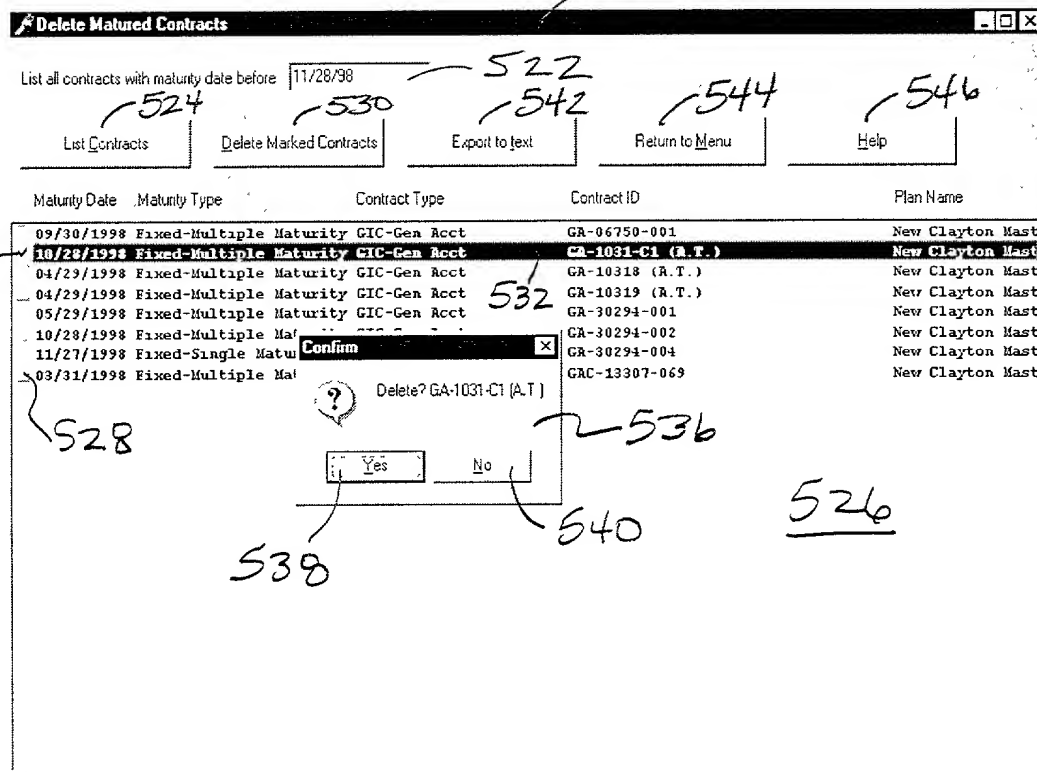 Delete Matured Contracts
List all contracts with maturity date before 11/28/98 522
524 530 542 544 546
List Contracts Delete Marked Contracts Export to text Return to Menu Help
Maturity Date Maturity Type Contract Type Contract ID Plan Name
09/30/1998 Fixed-Multiple Maturity GIC-Gen Acct GA-06750-001 New Clayton Mast
10/28/1998 Fixed-Multiple Maturity GIC-Gen Acct GA-1031-C1 (A.T.) New Clayton Mast
04/29/1998 Fixed-Multiple Maturity GIC-Gen Acct GA-10318 (A.T.) New Clayton Mast
04/29/1998 Fixed-Multiple Maturity GIC-Gen Acct 532 GA-10319 (A.T.) New Clayton Mast
05/29/1998 Fixed-Multiple Maturity GIC-Gen Acct GA-30294-001 New Clayton Mast
10/28/1998 Fixed-Multiple Mat GA-30294-002 New Clayton Mast
11/27/1998 Fixed-Single Matu GA-30294-004 New Clayton Mast
03/31/1998 Fixed-Multiple Mat GAC-13307-069 New Clayton Mast
Confirm
Delete? GA-1031-C1 (A.T.)
528 536
Yes No
526
540
538